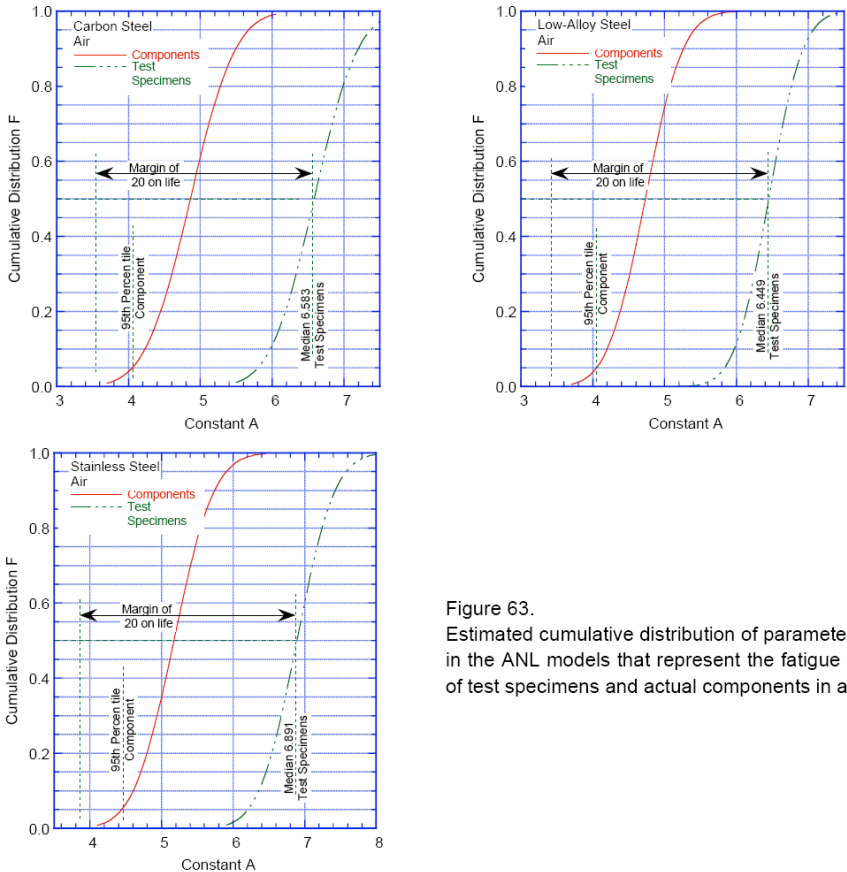 Carbon Steel
Air
Components
Test
Specimens
Margin of
20 on life
95th Percen tile
Component
Median 6.583
Test Specimens
Cumulative Distribution F
1.0
0.8
0.6
0.4
0.2
0.0
3 4 5 6 7
Constant A
Low-Alloy Steel
Air
Components
Test
Specimens
Margin of
20 on life
95th Percen tile
Component
Median 6.449
Test Specimens
Cumulative Distribution F
1.0
0.8
0.6
0.4
0.2
0.0
3 4 5 6 7
Constant A
Stainless Steel
Air
Components
Test
Specimens
Margin of
20 on life
95th Percen tile
Component
Median 6.891
Test Specimens
Cumulative Distribution F
1.0
0.8
0.6
0.4
0.2
0.0
4 5 6 7 8
Constant A
Figure 63.
Estimated cumulative distribution of paramete
in the ANL models that represent the fatigue
of test specimens and actual components in a